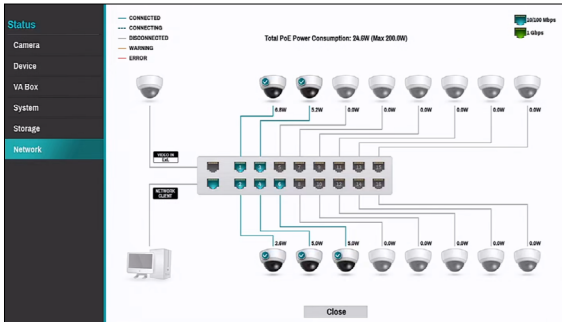 Status
Camera
Device
VA Box
System
Storage
Network
CONNECTED
CONNECTING
DISCONNECTED
WARNING
ERROR
Total PoE Power Consumption: 24.6W (Max 200.0W)
10/100 Mbps
1 Gbps
6.8W 5.2W 0.0W 0.0W 0.0W 0.0W 0.0W 0.0W
VIDEO IN
NETWORK
CLIENT
2.6W 5.0W 5.0W 0.0W 0.0W 0.0W 0.0W 0.0W
Close